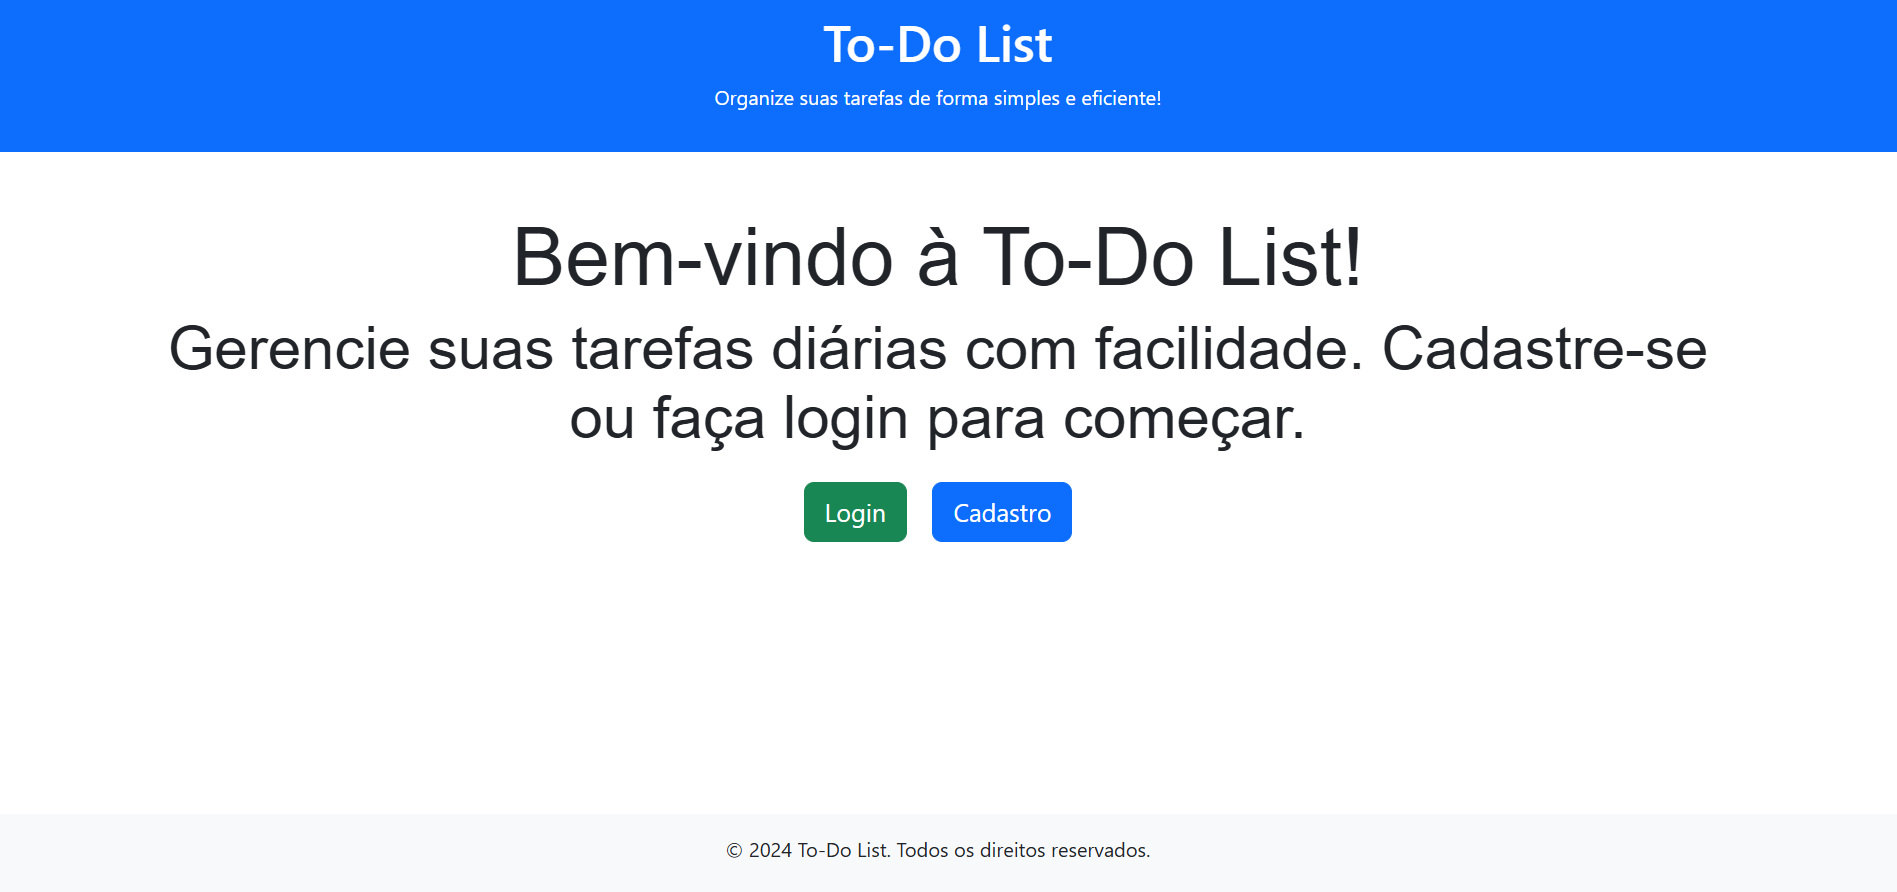 To-Do List
Organize suas tarefas de forma simples e eficiente!
Bem-vindo à To-Do List!
Gerencie suas tarefas diárias com facilidade. Cadastre-se
ou faça login para começar.
Login
Cadastro
© 2024 To-Do List. Todos os direitos reservados.